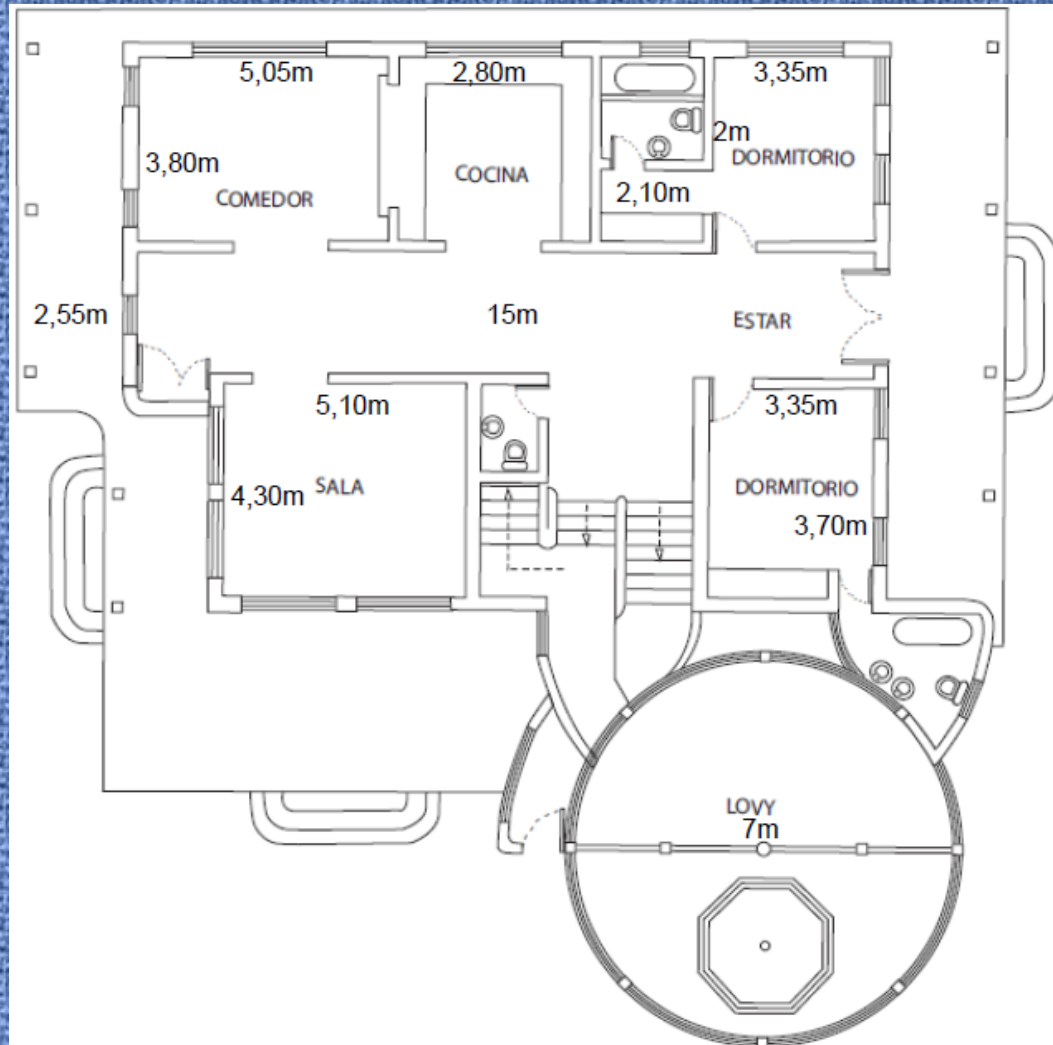 5,05m
2,80m
3,35m
3,80m
2m
DORMITORIO
COCINA
COMEDOR
2,10m
2,55m
15m
ESTAR
5,10m
3,35m
SALA
4,30m
DORMITORIO
3,70m
LOVY
7m